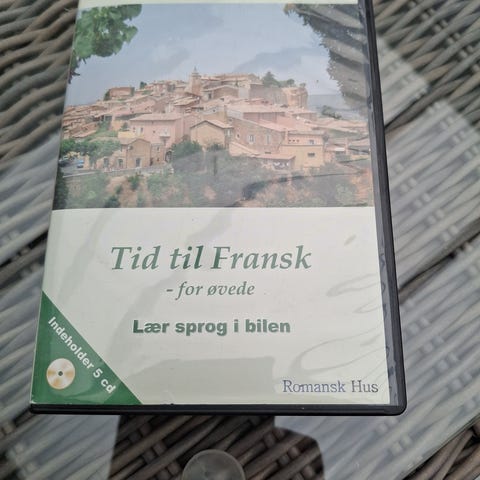 Tid til Fransk
- for øvede
Lær sprog i bilen
Indeholder 5 cd
Romansk Hus